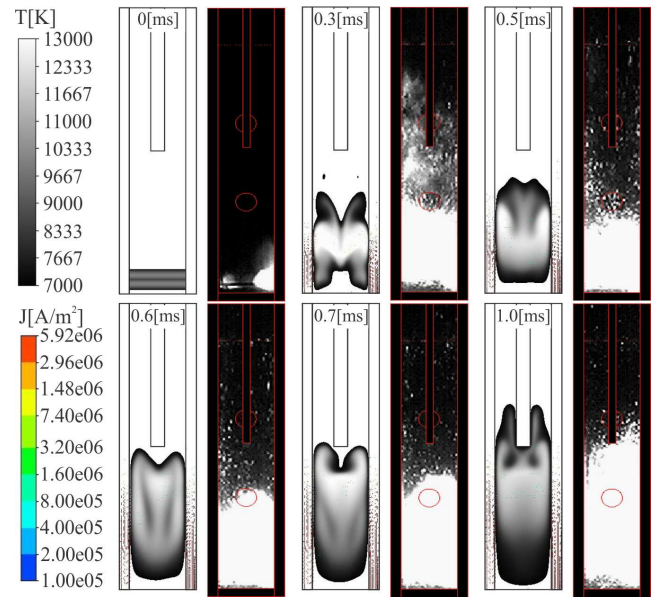 T[K]
13000
12333
11667
11000
10333
9667
9000
8333
7667
7000
0[ms]
0.3[ms]
0.5[ms]
J[A/m²]
5.92e06
2.96e06
1.48e06
7.40e06
3.20e06
1.60e06
8.00e05
4.00e05
2.00e05
1.00e05
0.6[ms]
0.7[ms]
1.0[ms]